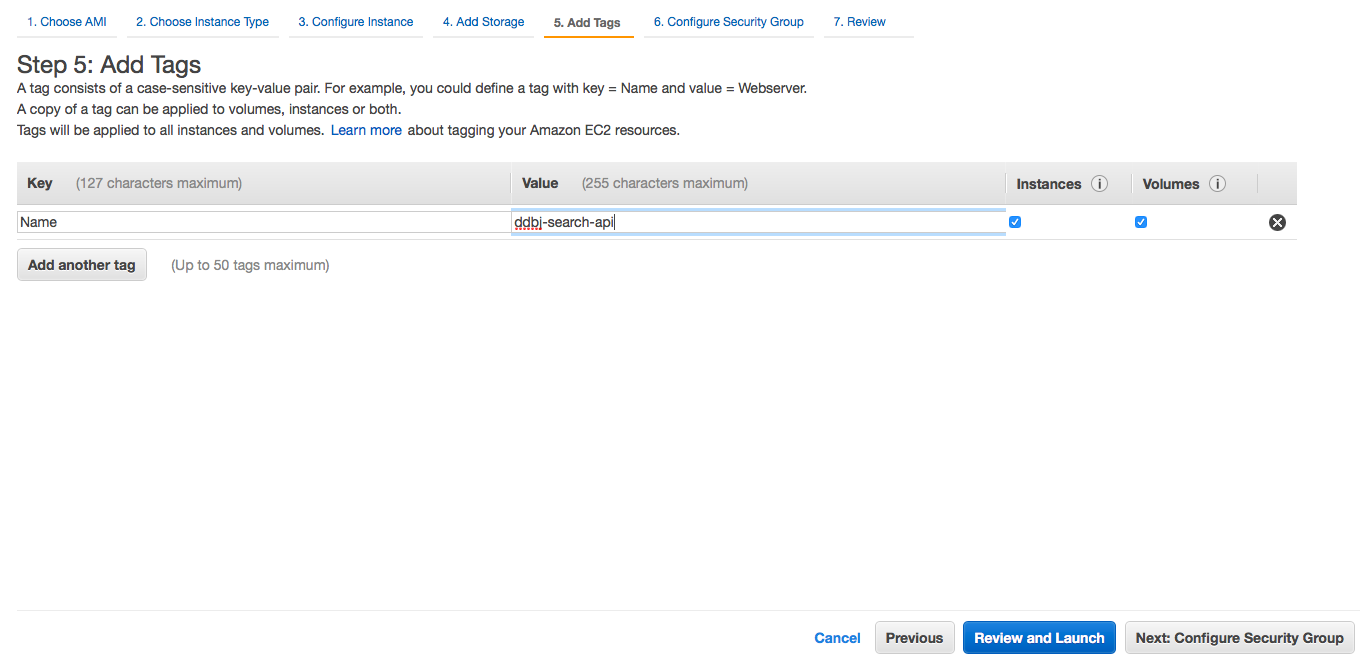 1. Choose AMI 2. Choose Instance Type 3. Configure Instance 4. Add Storage 5. Add Tags 6. Configure Security Group 7. Review
Step 5: Add Tags
A tag consists of a case-sensitive key-value pair. For example, you could define a tag with key = Name and value = Webserver.
A copy of a tag can be applied to volumes, instances or both.
Tags will be applied to all instances and volumes. Learn more about tagging your Amazon EC2 resources.
Key (127 characters maximum) Value (255 characters maximum) Instances i Volumes i
Name ddbj-search-api
Add another tag (Up to 50 tags maximum)
Cancel Previous Review and Launch Next: Configure Security Group